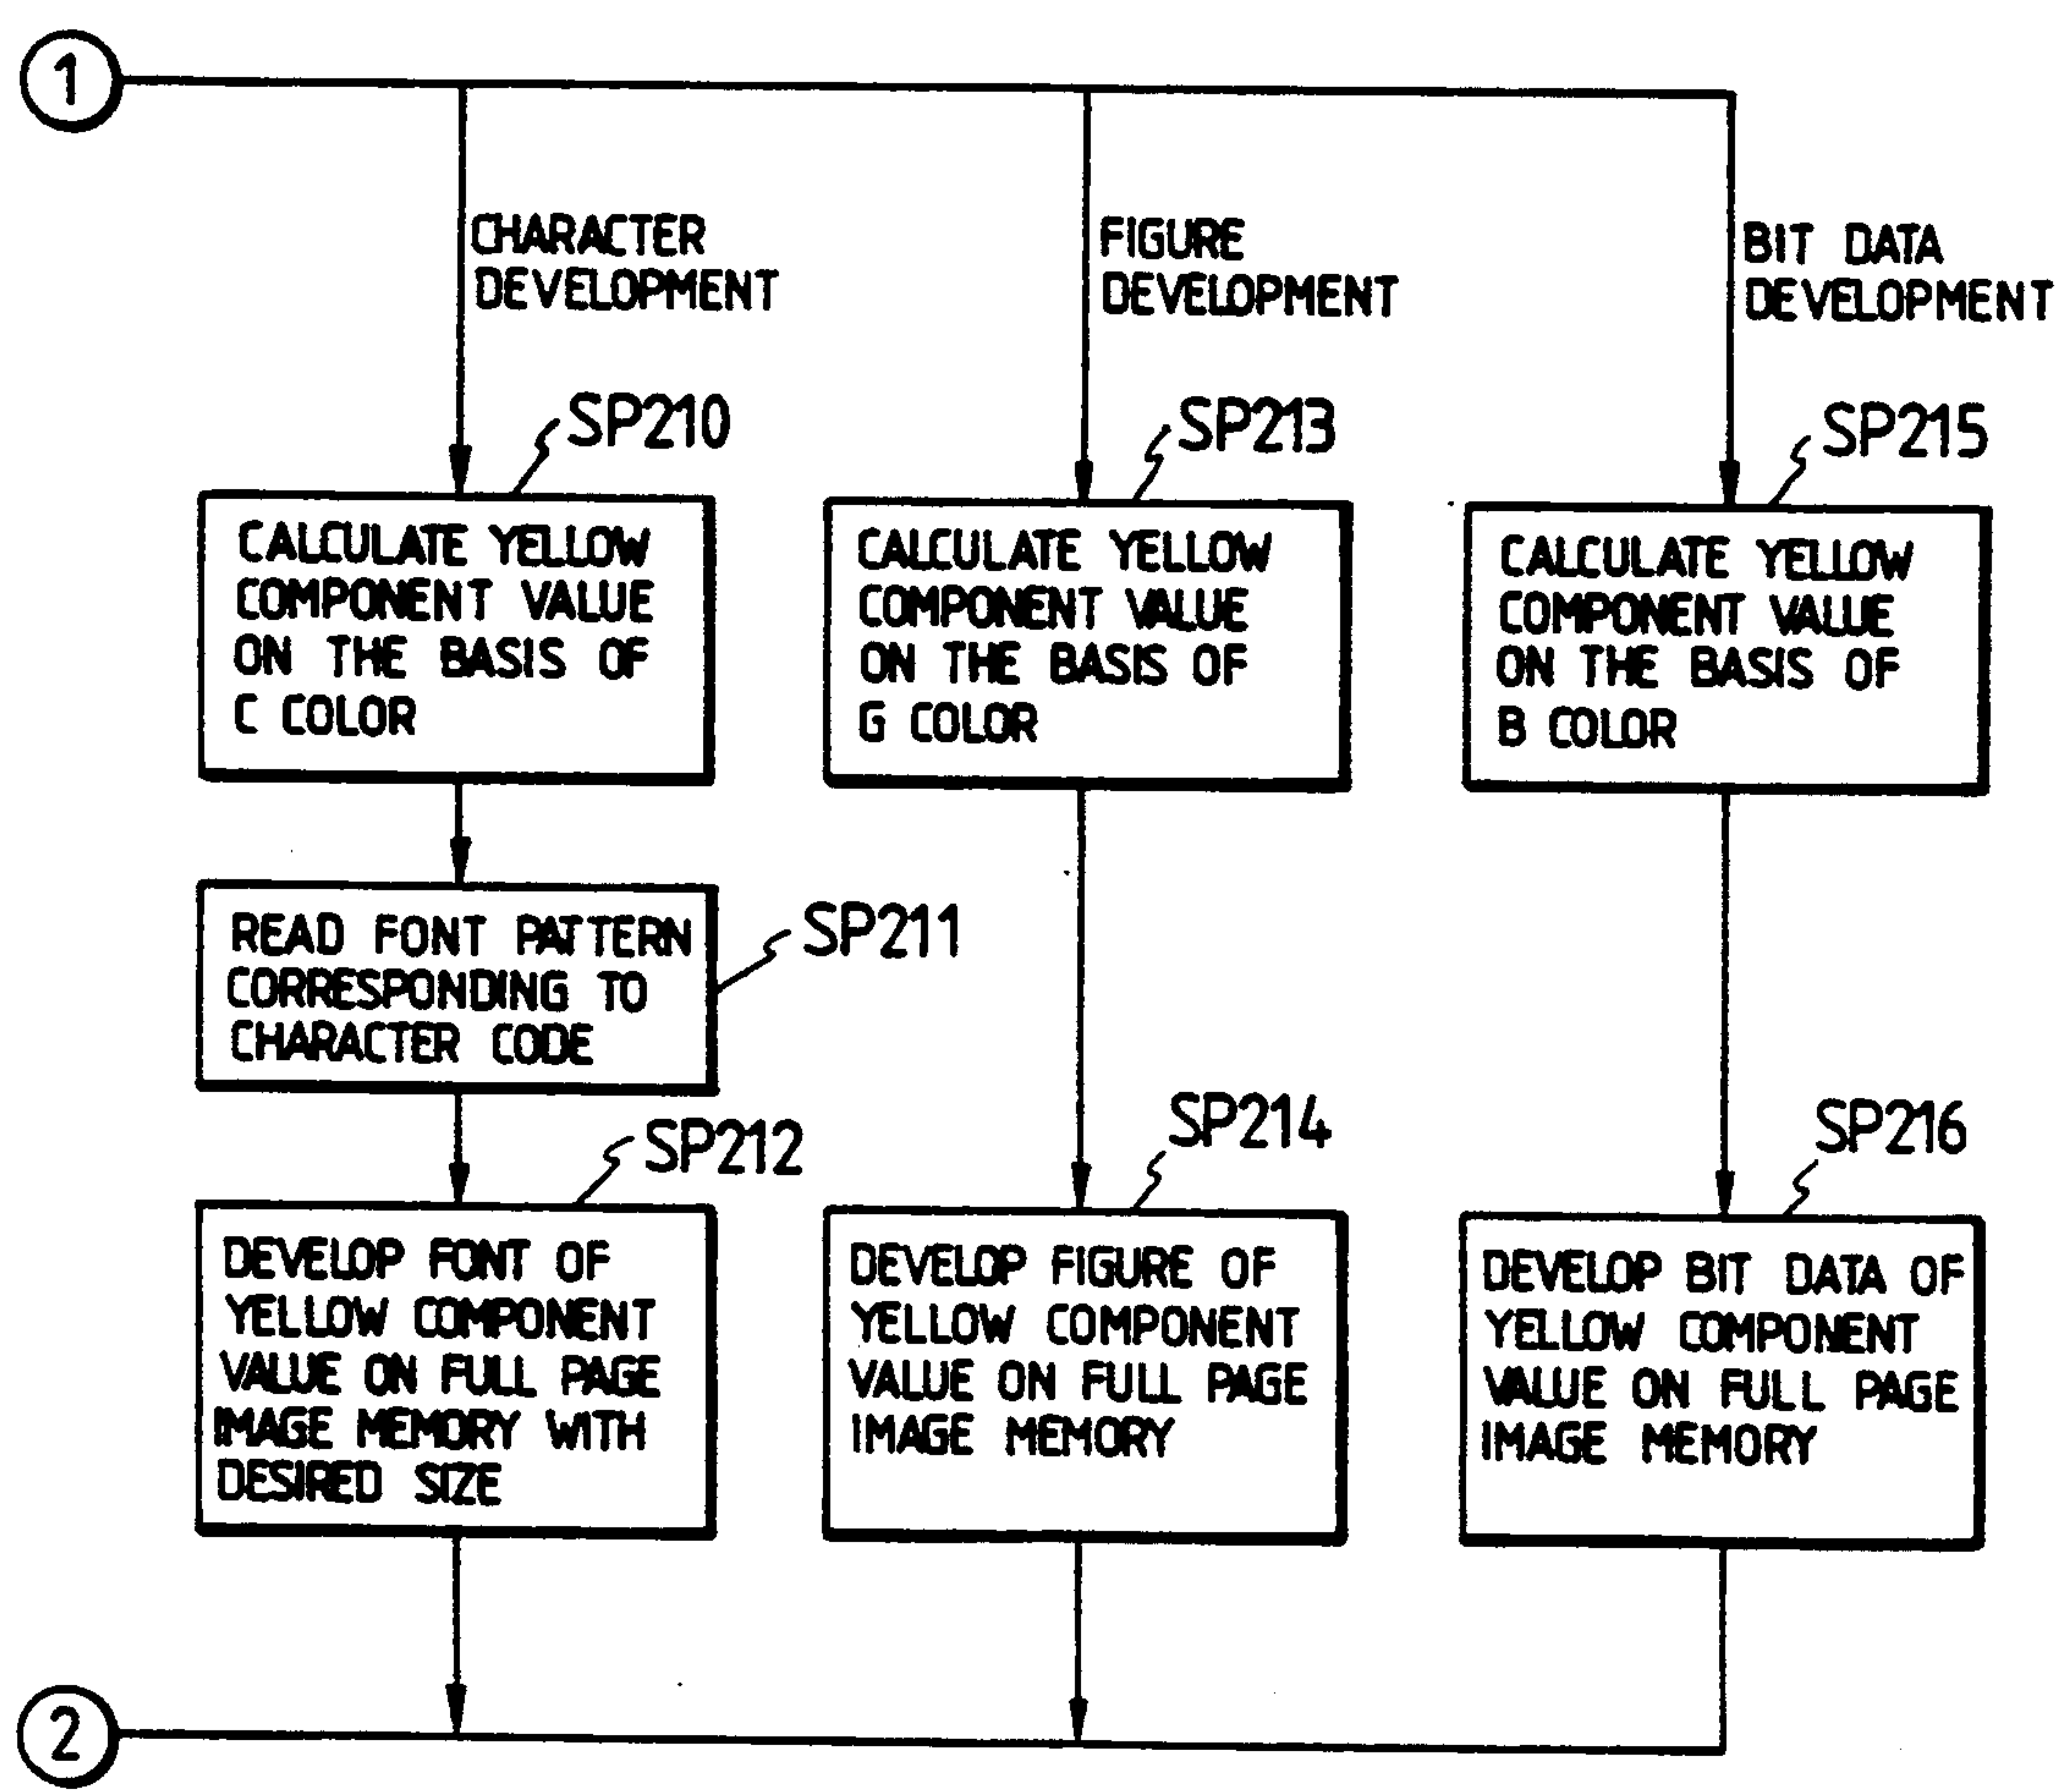 1
CHARACTER
DEVELOPMENT
FIGURE
DEVELOPMENT
BIT DATA
DEVELOPMENT
SP210
CALCULATE YELLOW
COMPONENT VALUE
ON THE BASIS OF
C COLOR
SP213
CALCULATE YELLOW
COMPONENT VALUE
ON THE BASIS OF
G COLOR
SP215
CALCULATE YELLOW
COMPONENT VALUE
ON THE BASIS OF
B COLOR
SP211
READ FONT PATTERN
CORRESPONDING TO
CHARACTER CODE
SP212
DEVELOP FONT OF
YELLOW COMPONENT
VALUE ON FULL PAGE
IMAGE MEMORY WITH
DESIRED SIZE
SP214
DEVELOP FIGURE OF
YELLOW COMPONENT
VALUE ON FULL PAGE
IMAGE MEMORY
SP216
DEVELOP BIT DATA OF
YELLOW COMPONENT
VALUE ON FULL PAGE
IMAGE MEMORY
2